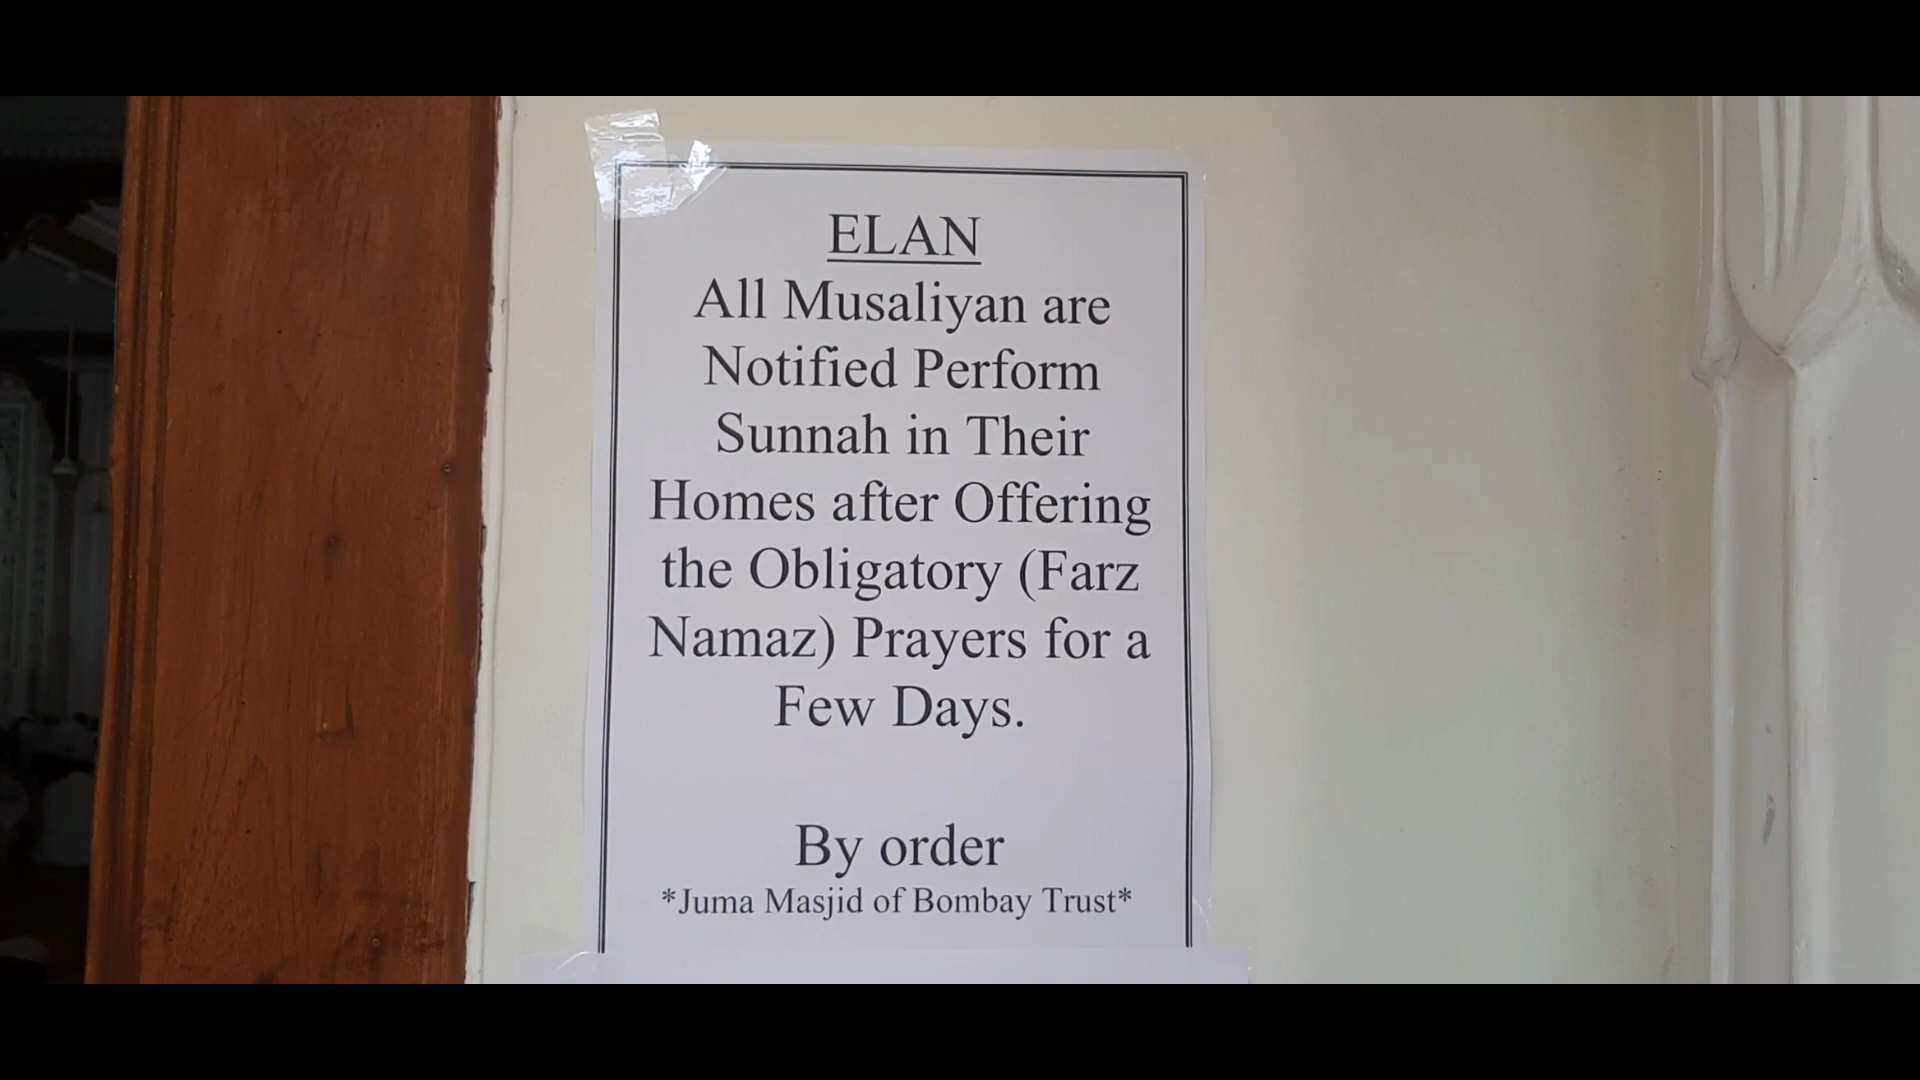 ELAN
All Musaliyan are
Notified Perform
Sunnah in Their
Homes after Offering
the Obligatory (Farz
Namaz) Prayers for a
Few Days.
By order
*Juma Masjid of Bombay Trust*